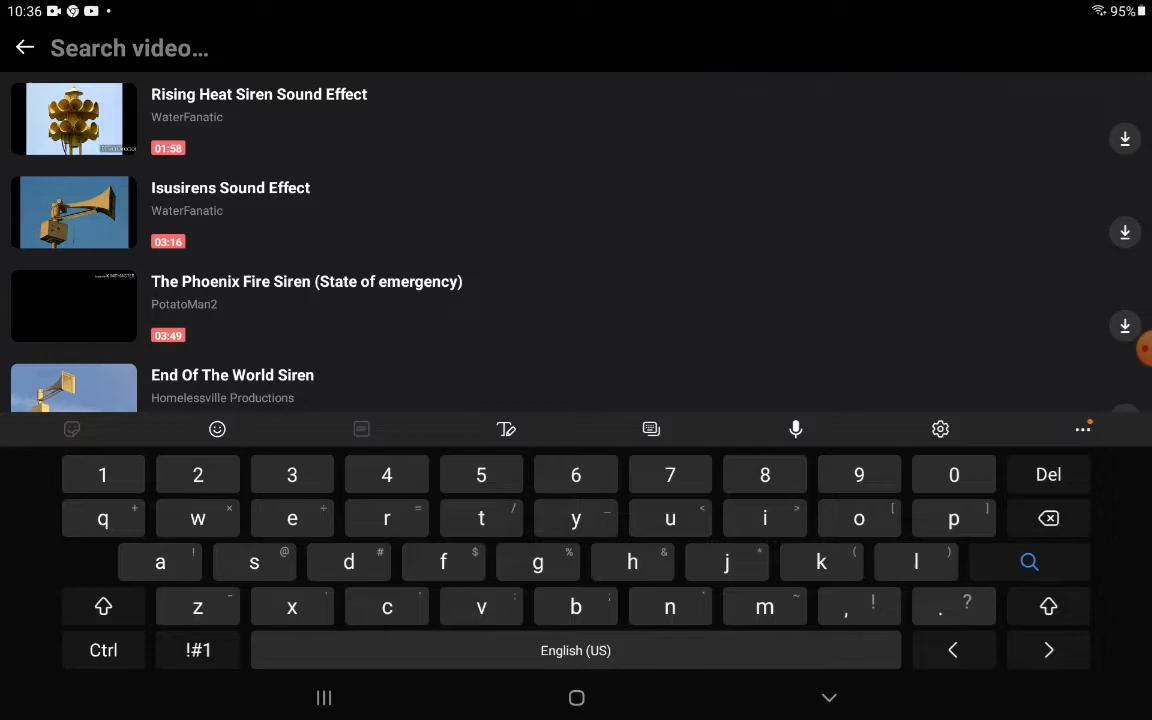 10:36
95%
Search video...
Rising Heat Siren Sound Effect
WaterFanatic
01:58
Isusirens Sound Effect
WaterFanatic
03:16
The Phoenix Fire Siren (State of emergency)
PotatoMan2
03:49
End Of The World Siren
Homelessville Productions
1 2 3 4 5 6 7 8 9 0 Del
q + w × e ÷ r = t / y _ u < i > o [ p ]
a ! s @ d # f $ g % h & j * k ( l )
z - x ' c " v : b ; n ` m ~ , ! . ?
Ctrl !#1 English (US) < >